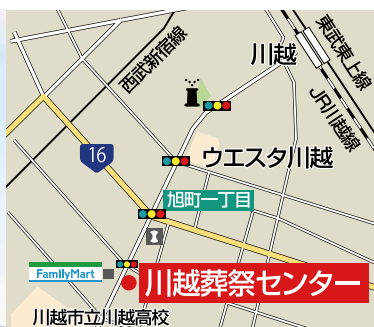 東武東上線
川越
西武新宿線
JR川越線
ウエスタ川越
16
旭町一丁目
FamilyMart
川越葬祭センター
川越市立川越高校